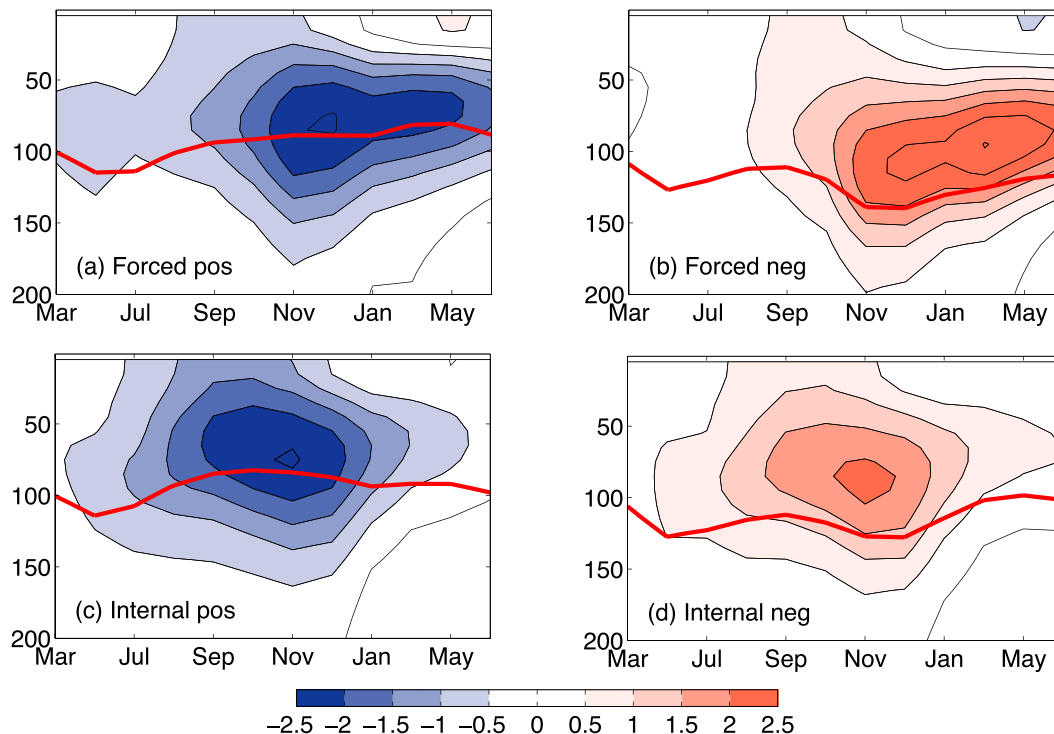 50
100
150
200
(a) Forced pos
Mar Jul Sep Nov Jan May
50
100
150
200
(b) Forced neg
Mar Jul Sep Nov Jan May
50
100
150
200
(c) Internal pos
Mar Jul Sep Nov Jan May
50
100
150
200
(d) Internal neg
Mar Jul Sep Nov Jan May
−2.5 −2 −1.5 −1 −0.5 0 0.5 1 1.5 2 2.5